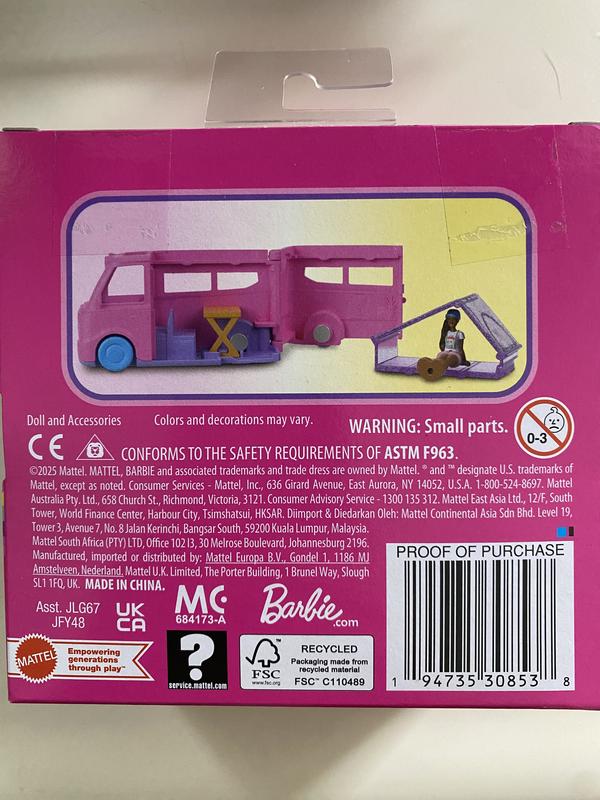 Doll and Accessories Colors and decorations may vary. WARNING: Small parts.
0-3
CE CONFORMS TO THE SAFETY REQUIREMENTS OF ASTM F963.
©2025 Mattel. MATTEL, BARBIE and associated trademarks and trade dress are owned by Mattel. ® and ™ designate U.S. trademarks of
Mattel, except as noted. Consumer Services - Mattel, Inc., 636 Girard Avenue, East Aurora, NY 14052, U.S.A. 1-800-524-8697. Mattel
Australia Pty. Ltd., 658 Church St., Richmond, Victoria, 3121. Consumer Advisory Service - 1300 135 312. Mattel East Asia Ltd., 12/F, South
Tower, World Finance Center, Harbour City, Tsimshatsui, HKSAR. Diimport & Diedarkan Oleh: Mattel Continental Asia Sdn Bhd. Level 19,
Tower 3, Avenue 7, No. 8 Jalan Kerinchi, Bangsar South, 59200 Kuala Lumpur, Malaysia.
Mattel South Africa (PTY) LTD, Office 102 I3, 30 Melrose Boulevard, Johannesburg 2196.
Manufactured, imported or distributed by: Mattel Europa B.V., Gondel 1, 1186 MJ
Amstelveen, Nederland. Mattel U.K. Limited, The Porter Building, 1 Brunel Way, Slough
SL1 1FQ, UK. MADE IN CHINA.
PROOF OF PURCHASE
Asst. JLG67
JFY48
UK
CA
MC
684173-A
Barbie
.com
MATTEL
Empowering
generations
through play™
?
service.mattel.com
FSC
www.fsc.org
RECYCLED
Packaging made from
recycled material
FSC™ C110489
1 94735 30853 8